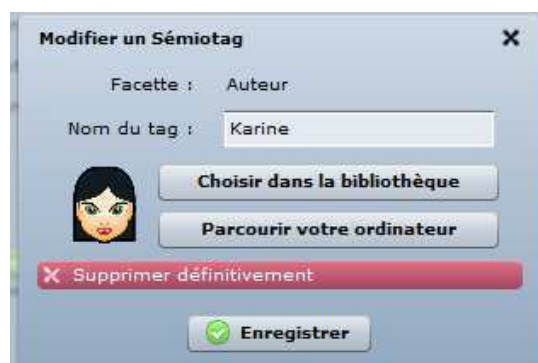 Modifier un Sémiotag
Facette : Auteur
Nom du tag : Karine
Choisir dans la bibliothèque
Parcourir votre ordinateur
Supprimer définitivement
Enregistrer